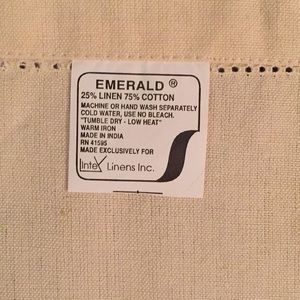 EMERALD ®
25% LINEN 75% COTTON
MACHINE OR HAND WASH SEPARATELY
COLD WATER, USE NO BLEACH.
"TUMBLE DRY - LOW HEAT"
WARM IRON
MADE IN INDIA
RN 41595
MADE EXCLUSIVELY FOR
Intex Linens Inc.